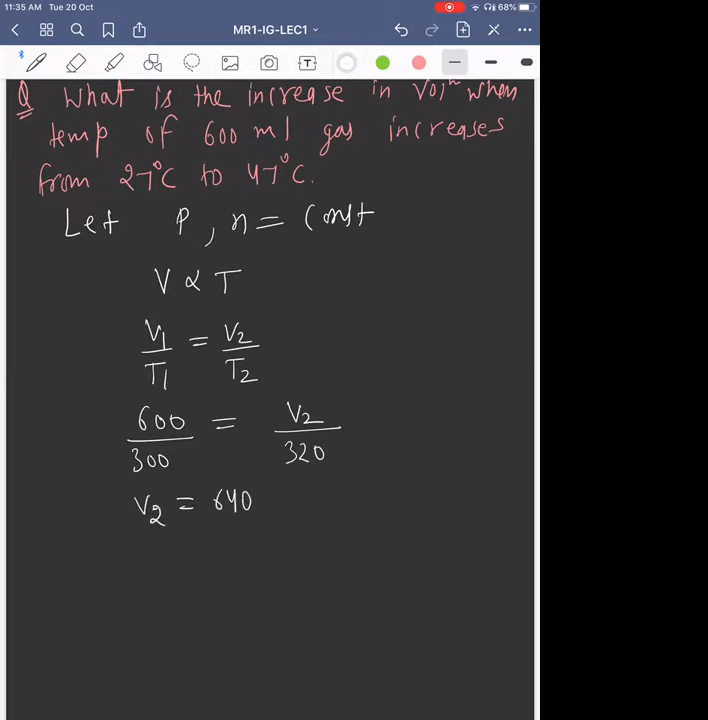 11:35 AM Tue 20 Oct
68%
MR1-IG-LEC1
T
Q What is the increase in Volⁿ when
temp of 600 ml gas increases
from 27°C to 47°C.
Let P, n = Const
V ∝ T
V₁/T₁ = V₂/T₂
600/300 = V₂/320
V₂ = 640